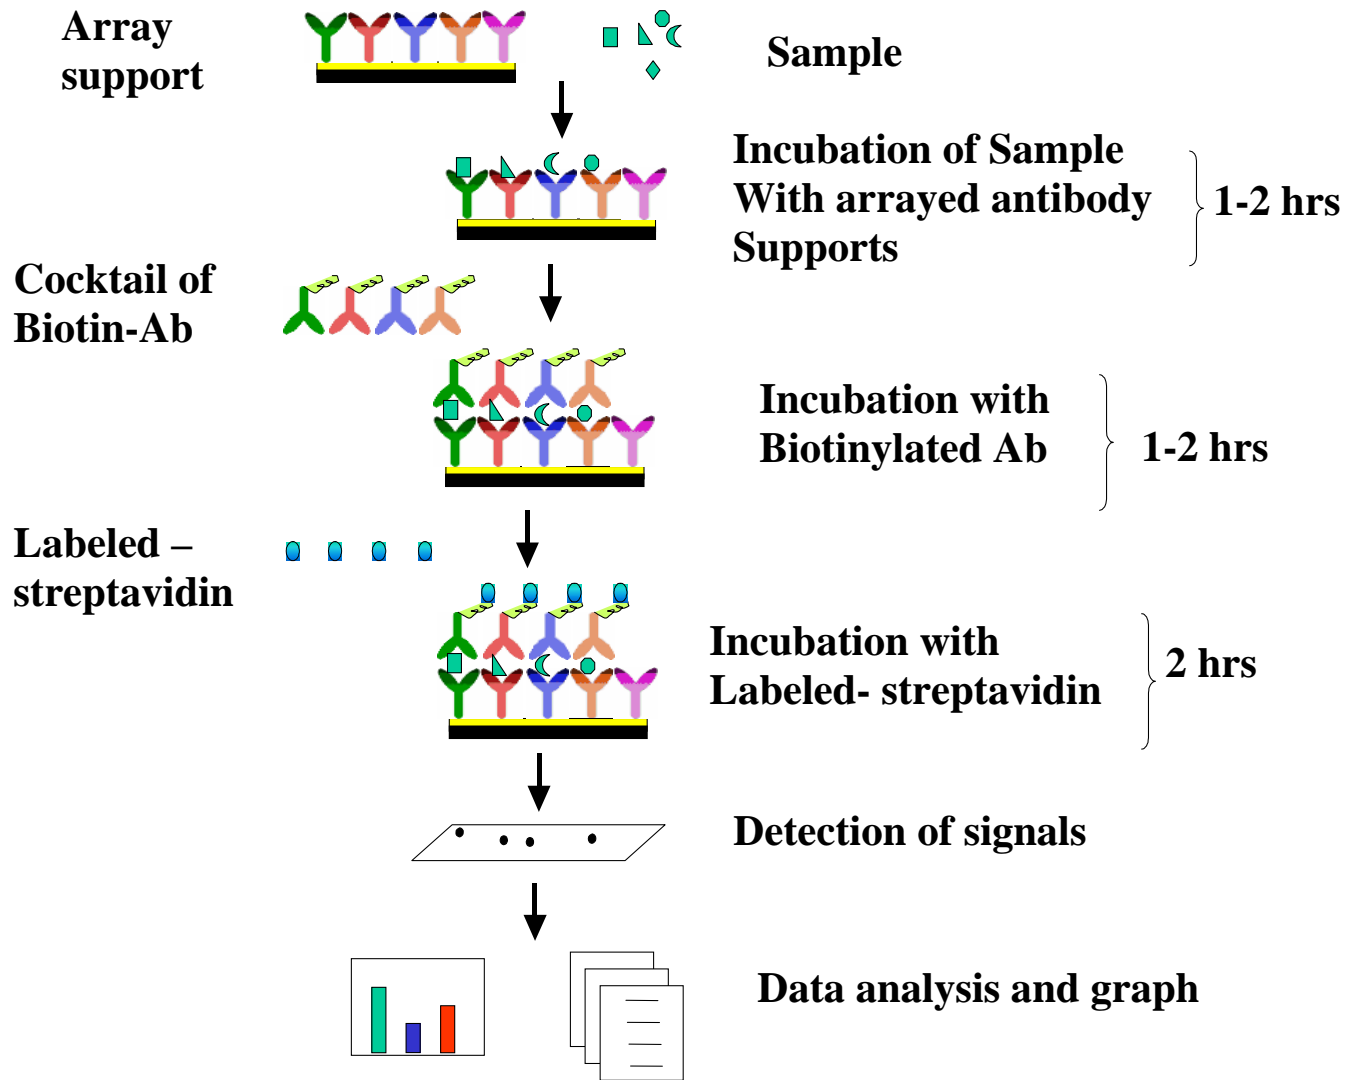 Array
support
Sample
Incubation of Sample
With arrayed antibody
Supports
1-2 hrs
Cocktail of
Biotin-Ab
Incubation with
Biotinylated Ab
1-2 hrs
Labeled –
streptavidin
Incubation with
Labeled- streptavidin
2 hrs
Detection of signals
Data analysis and graph